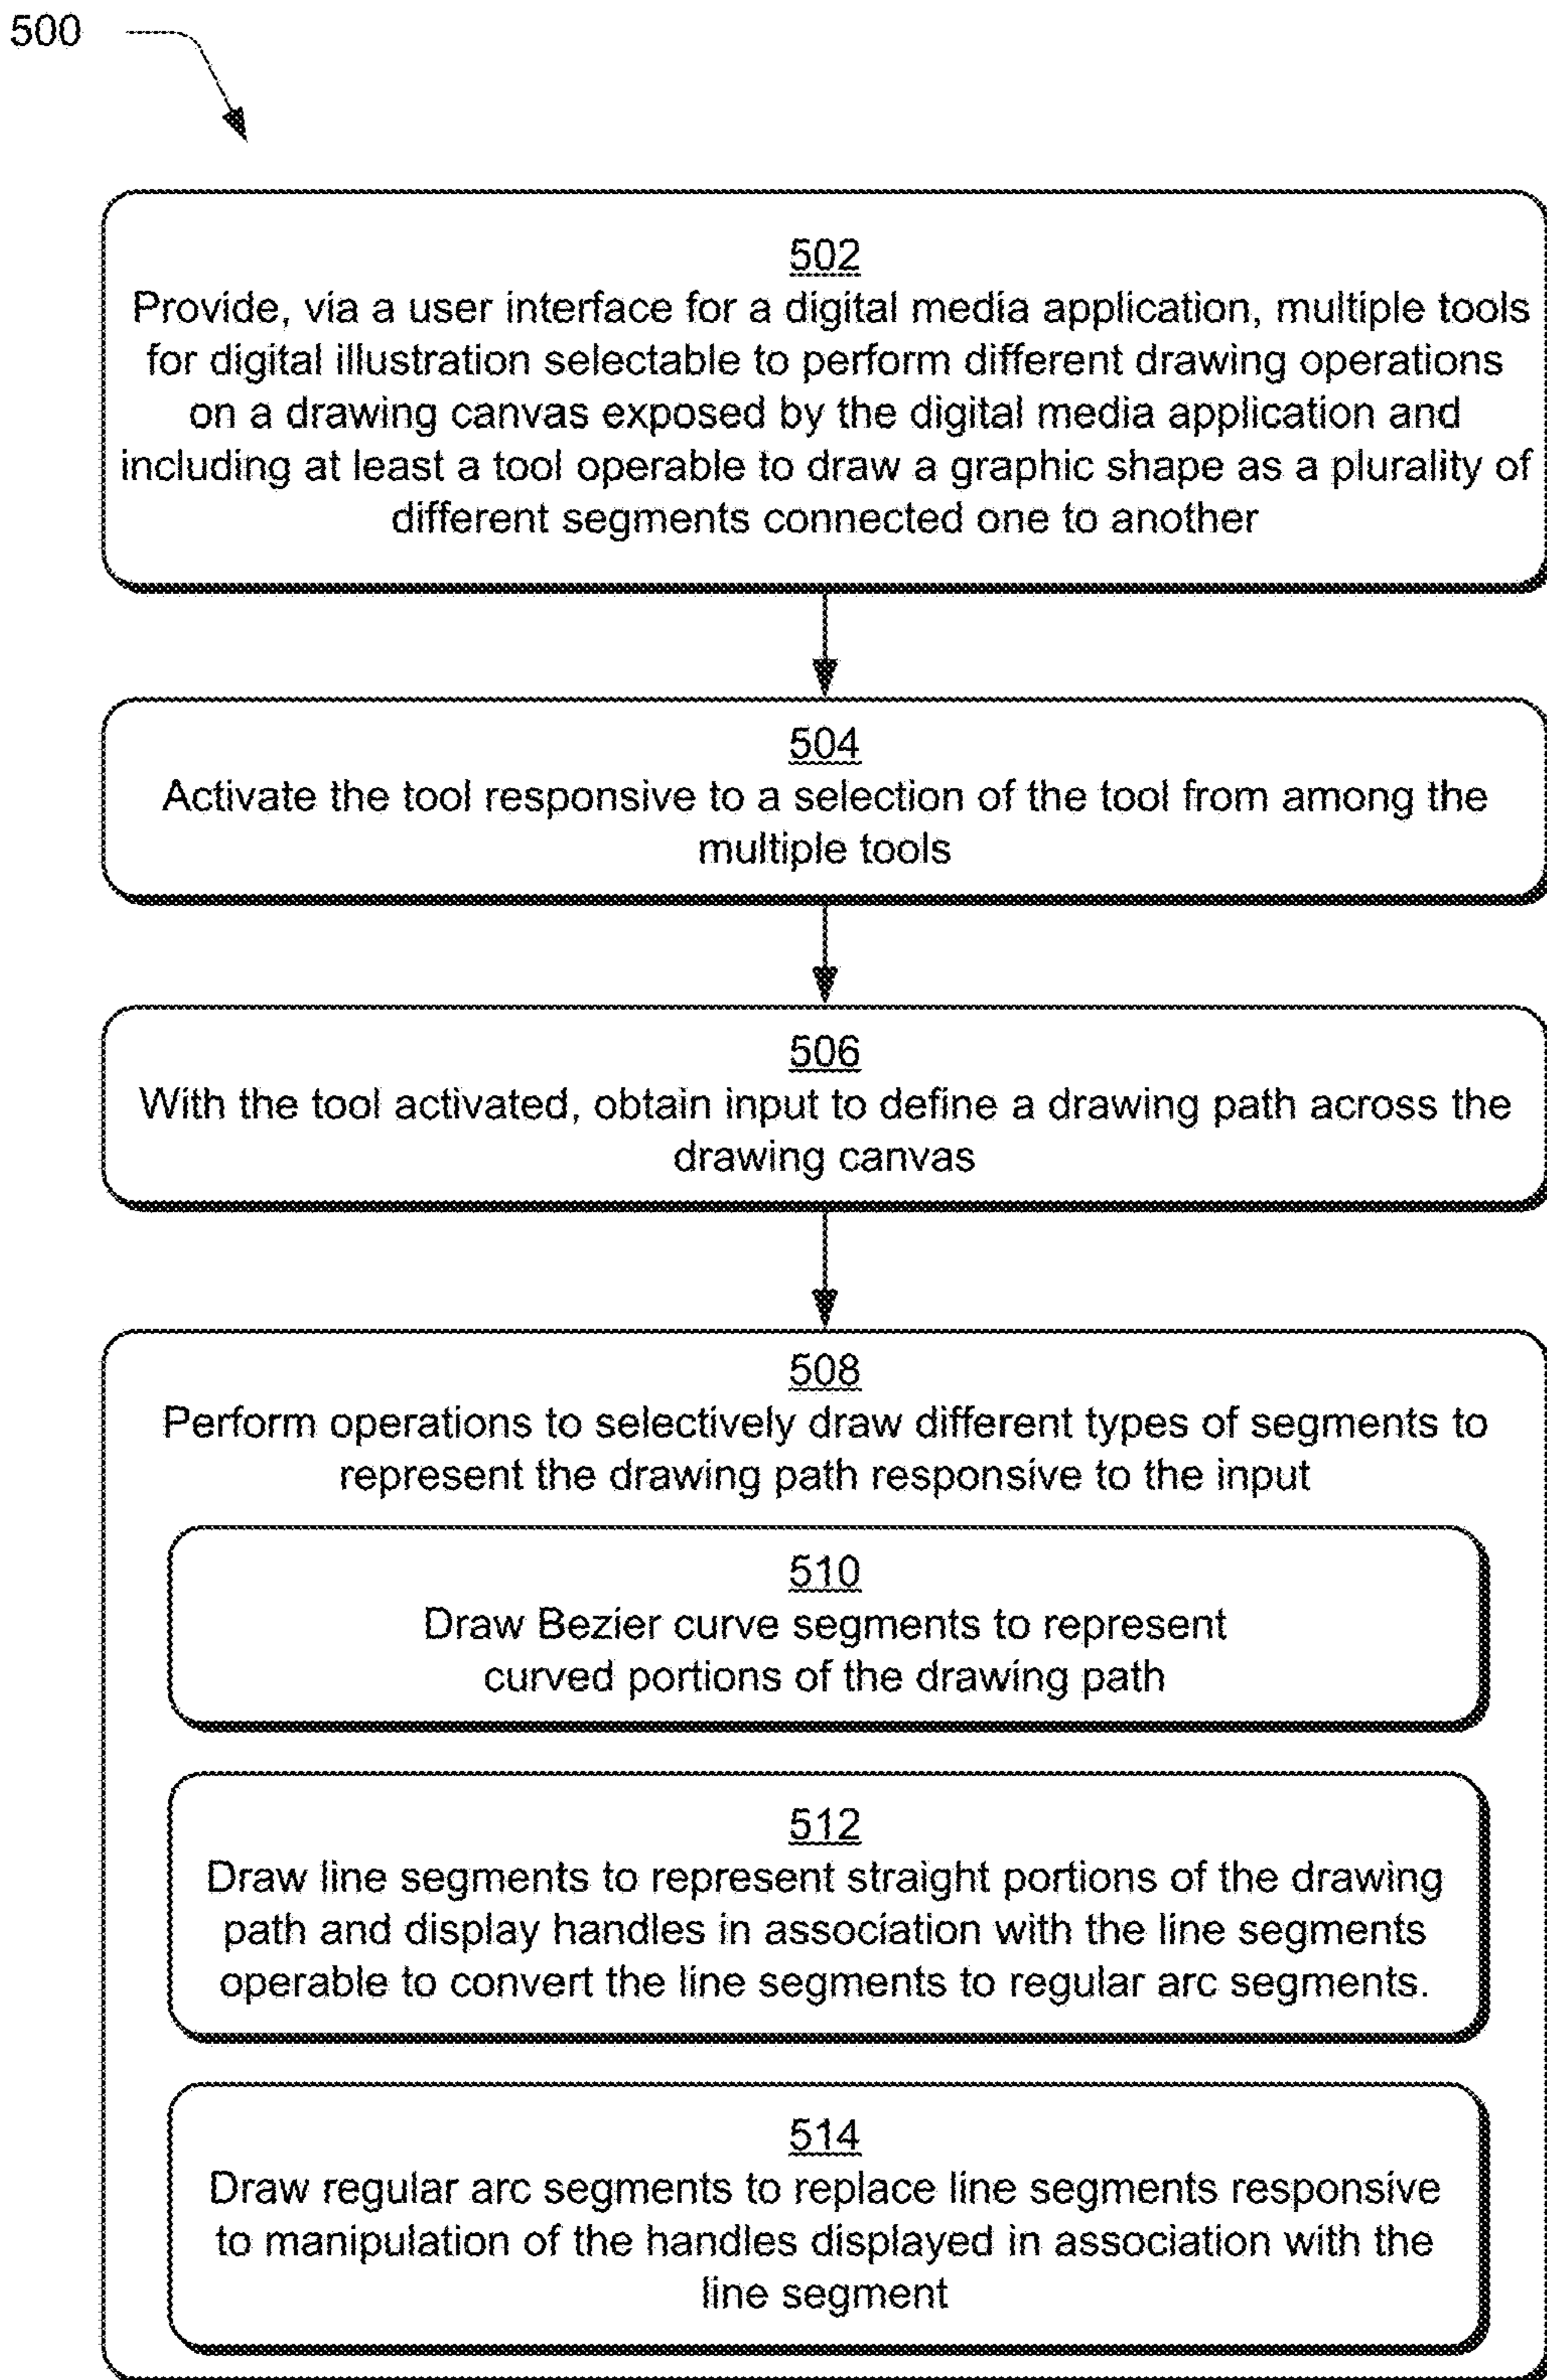 500
502
Provide, via a user interface for a digital media application, multiple tools
for digital illustration selectable to perform different drawing operations
on a drawing canvas exposed by the digital media application and
including at least a tool operable to draw a graphic shape as a plurality of
different segments connected one to another
504
Activate the tool responsive to a selection of the tool from among the
multiple tools
506
With the tool activated, obtain input to define a drawing path across the
drawing canvas
508
Perform operations to selectively draw different types of segments to
represent the drawing path responsive to the input
510
Draw Bezier curve segments to represent
curved portions of the drawing path
512
Draw line segments to represent straight portions of the drawing
path and display handles in association with the line segments
operable to convert the line segments to regular arc segments.
514
Draw regular arc segments to replace line segments responsive
to manipulation of the handles displayed in association with the
line segment